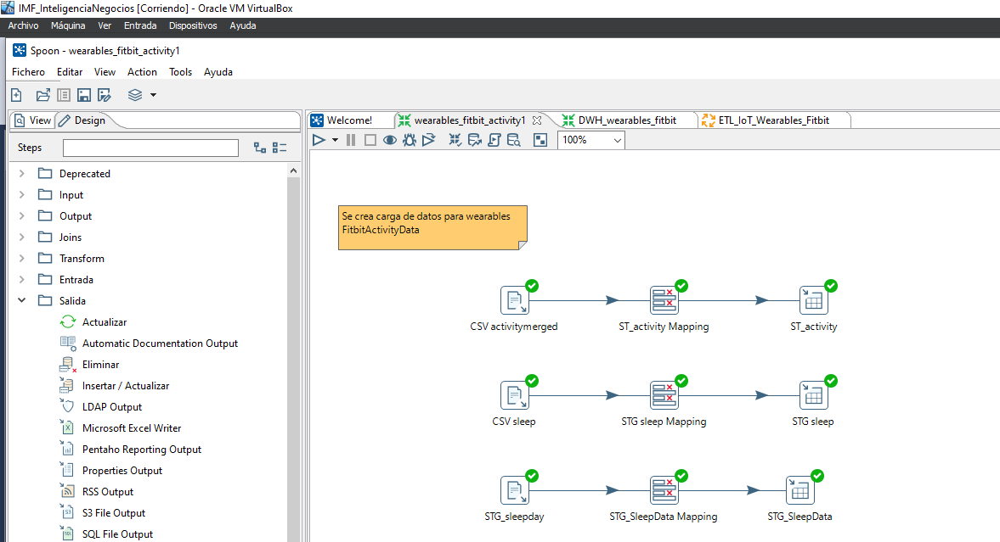 IMF_InteligenciaNegocios [Corriendo] - Oracle VM VirtualBox
Archivo Máquina Ver Entrada Dispositivos Ayuda
Spoon - wearables_fitbit_activity1
Fichero Editar View Action Tools Ayuda
View Design
Welcome! wearables_fitbit_activity1 DWH_wearables_fitbit ETL_IoT_Wearables_Fitbit
Steps
100%
Deprecated
Input
Output
Joins
Transform
Entrada
Salida
Actualizar
Automatic Documentation Output
Eliminar
Insertar / Actualizar
LDAP Output
Microsoft Excel Writer
Pentaho Reporting Output
Properties Output
RSS Output
S3 File Output
SQL File Output
Se crea carga de datos para wearables
FitbitActivityData
CSV activitymerged ST_activity Mapping ST_activity
CSV sleep STG sleep Mapping STG sleep
STG_sleepday STG_SleepData Mapping STG_SleepData